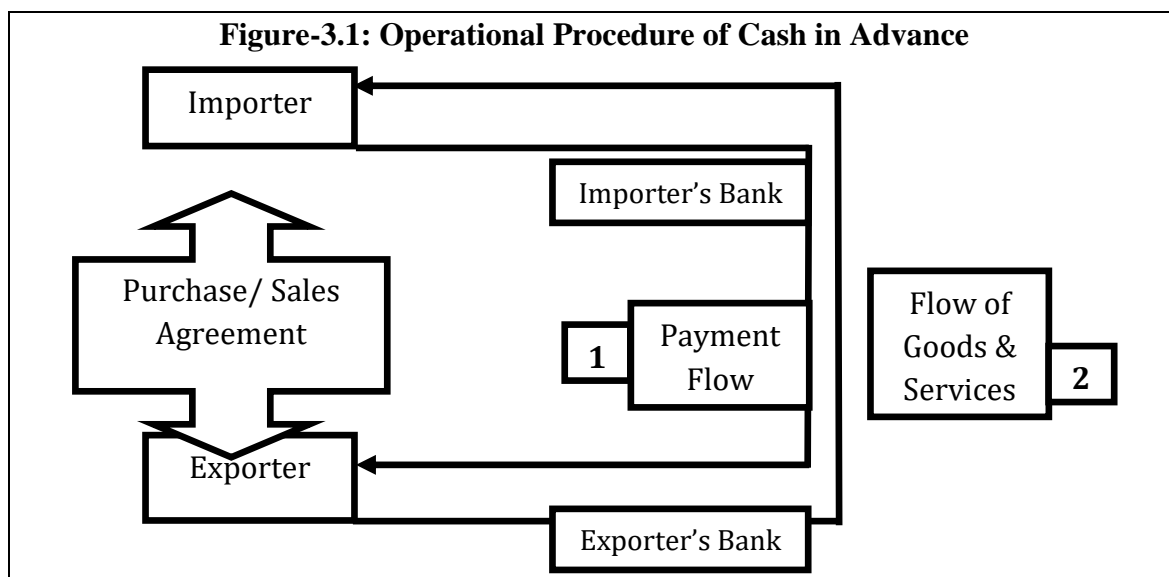 Figure-3.1: Operational Procedure of Cash in Advance
Importer
Importer’s Bank
Purchase/ Sales
Agreement
1
Payment
Flow
Flow of
Goods &
Services
2
Exporter
Exporter’s Bank